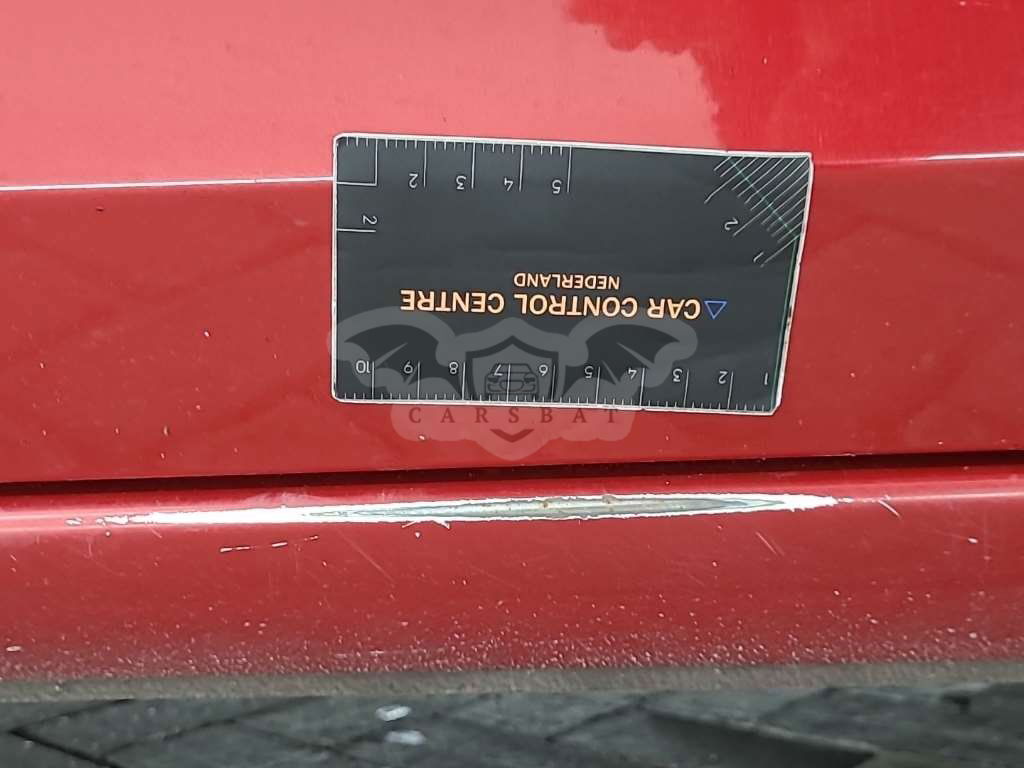 1 2 3 4 5 6 7 8 9 10
CAR CONTROL CENTRE
NEDERLAND
1
2
2
5 4 3 2
CARSBAT